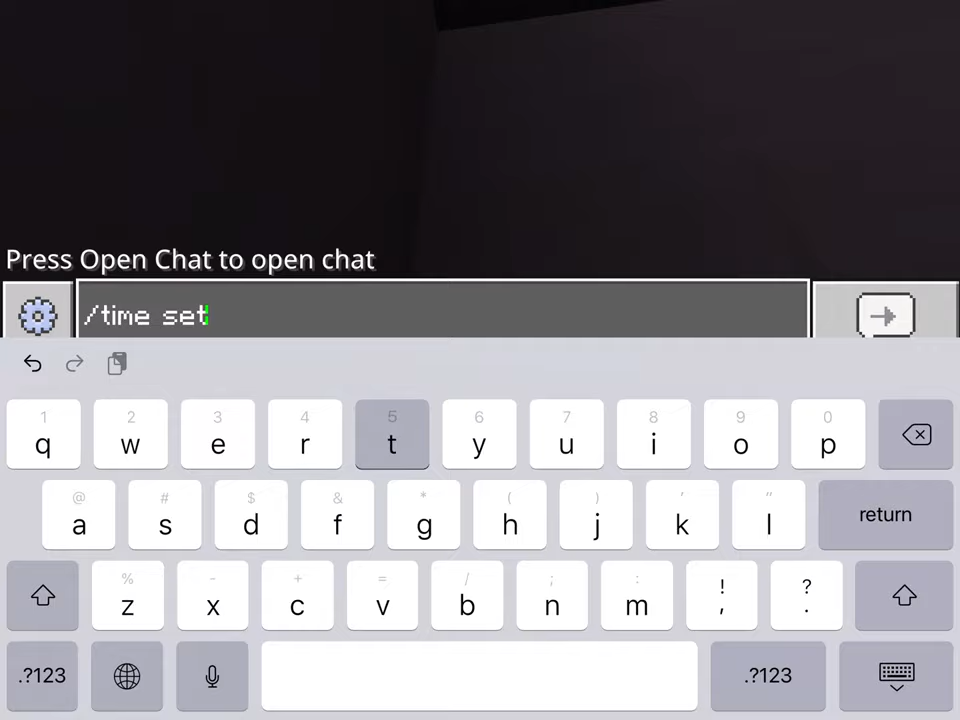 Press Open Chat to open chat
/time set
1 2 3 4 5 6 7 8 9 0
q w e r t y u i o p
@ # $ & * ( ) ' "
a s d f g h j k l return
% - + = / ; : ! ?
z x c v b n m , .
.?123 .?123